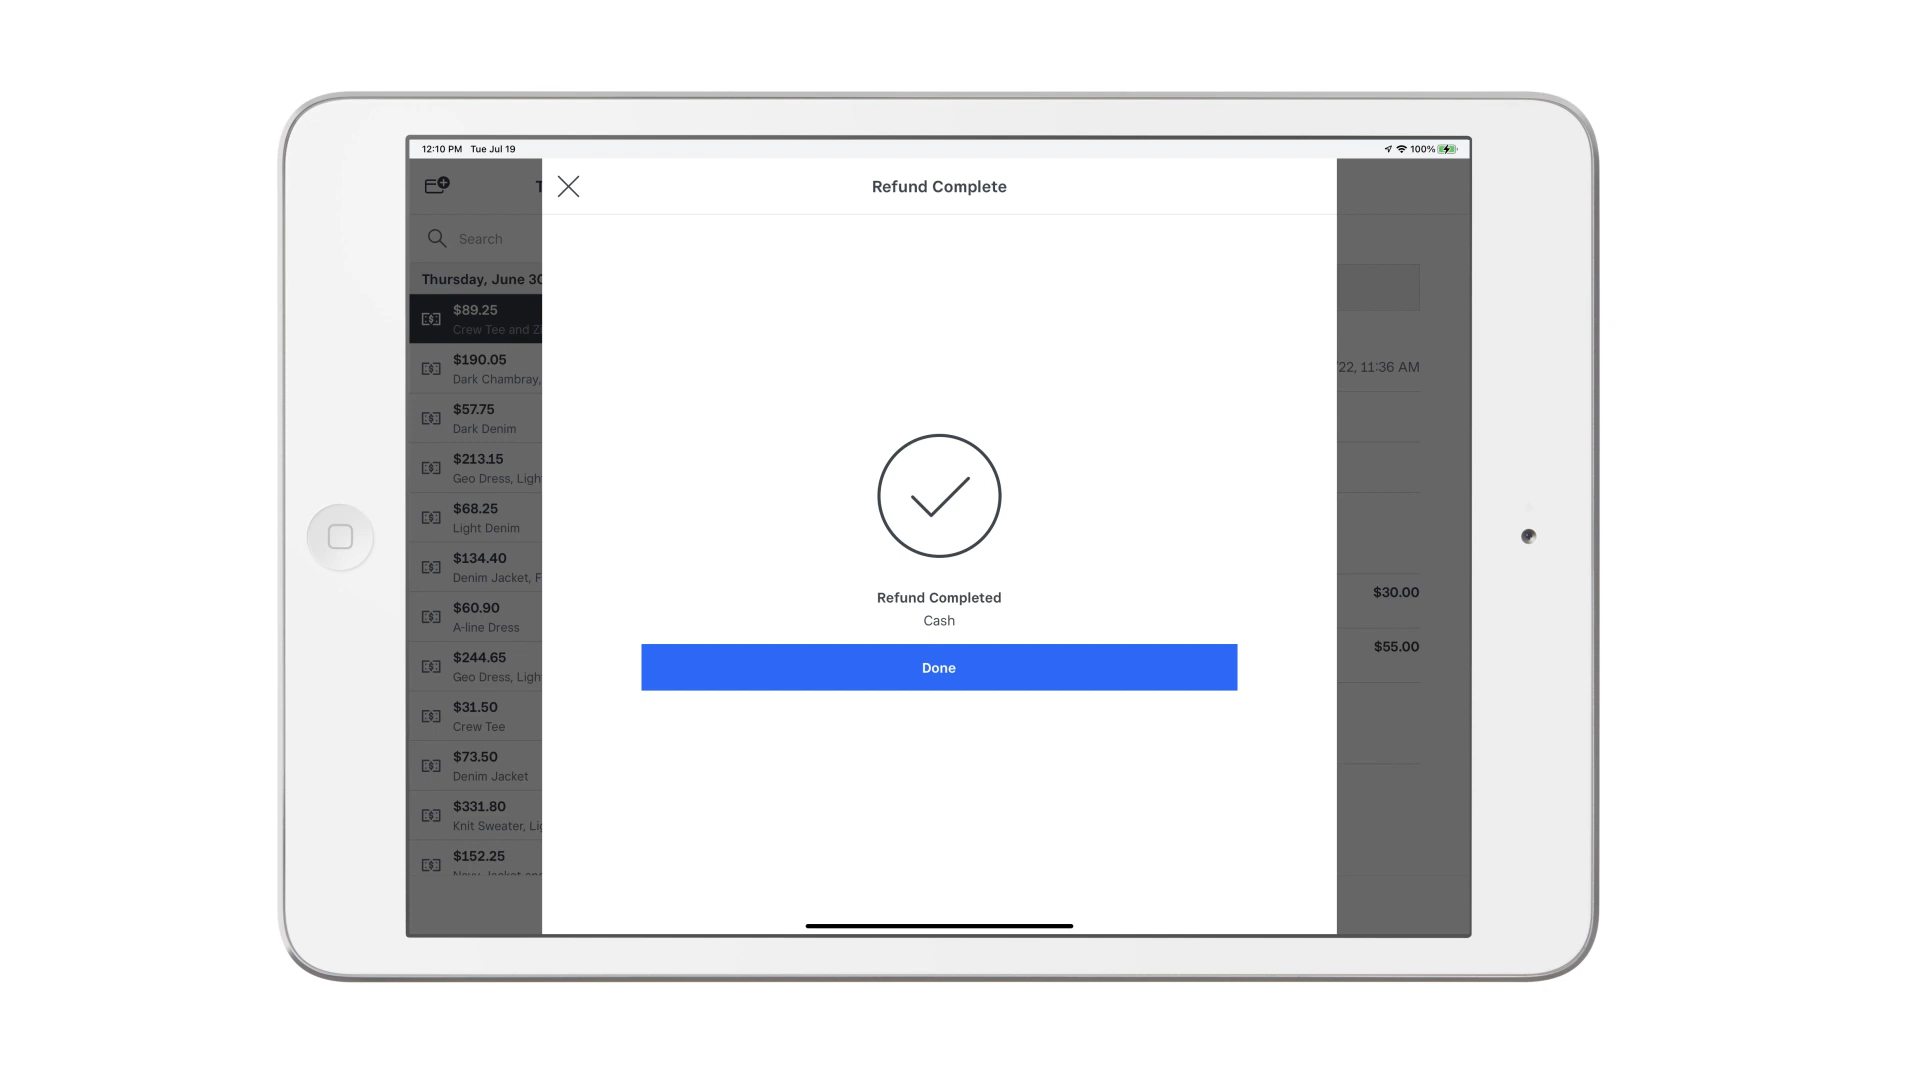 12:10 PM Tue Jul 19
100%
Refund Complete
Search
Thursday, June 30
$89.25
Crew Tee and
$190.05
Dark Chambray,
$57.75
Dark Denim
$213.15
Geo Dress,
$68.25
Light Denim
$134.40
Denim Jacket,
$60.90
A-line Dress
$244.65
Geo Dress,
$31.50
Crew Tee
$73.50
Denim Jacket
$331.80
Knit Sweater,
$152.25
Refund Completed
Cash
Done
22, 11:36 AM
$30.00
$55.00